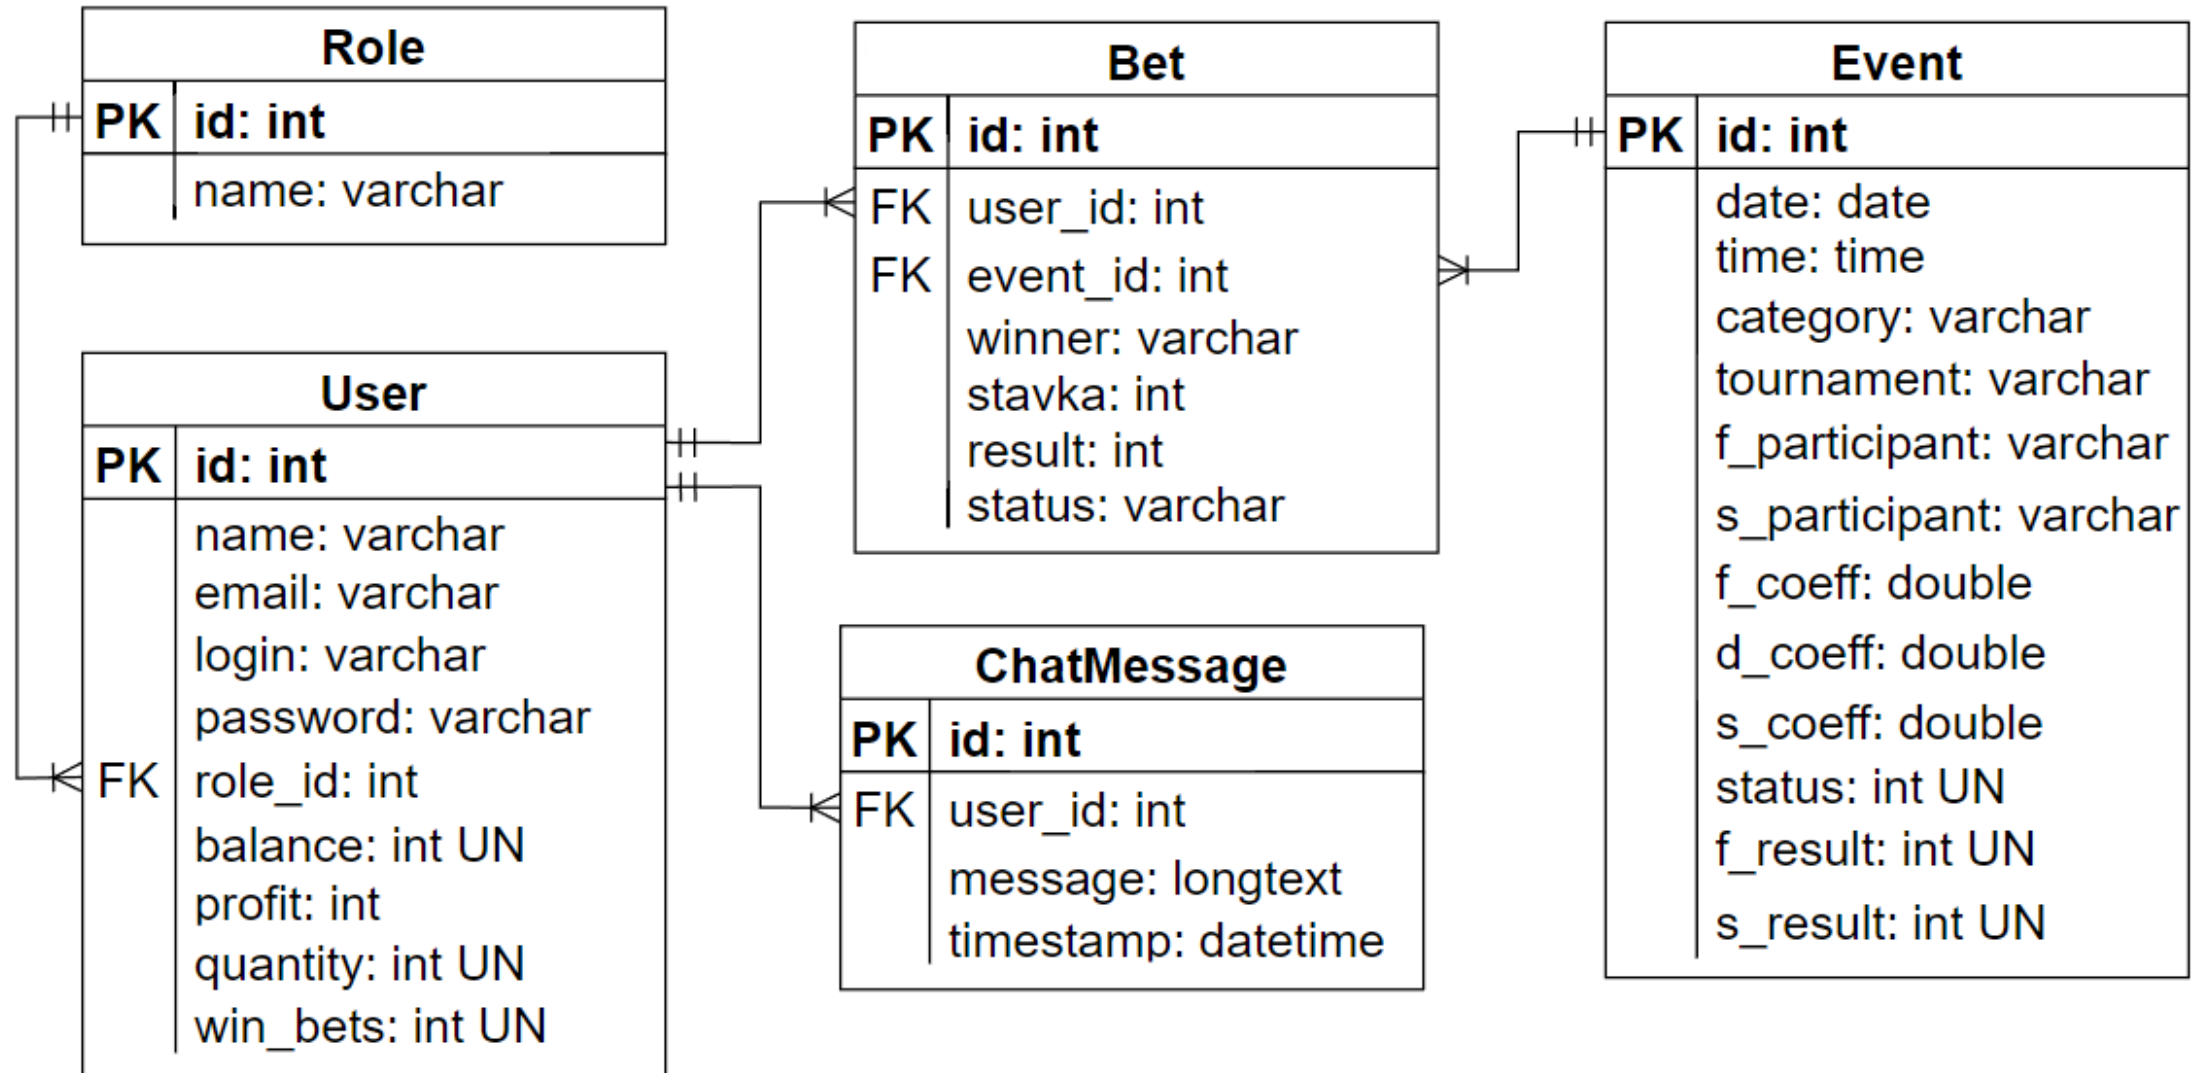 Role
PK id: int
name: varchar
User
PK id: int
name: varchar
email: varchar
login: varchar
password: varchar
FK role_id: int
balance: int UN
profit: int
quantity: int UN
win_bets: int UN
Bet
PK id: int
FK user_id: int
FK event_id: int
winner: varchar
stavka: int
result: int
status: varchar
ChatMessage
PK id: int
FK user_id: int
message: longtext
timestamp: datetime
Event
PK id: int
date: date
time: time
category: varchar
tournament: varchar
f_participant: varchar
s_participant: varchar
f_coeff: double
d_coeff: double
s_coeff: double
status: int UN
f_result: int UN
s_result: int UN